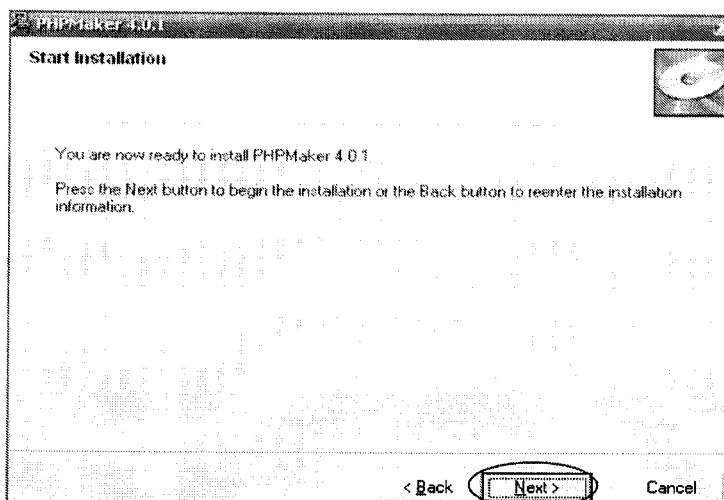 PHPMaker 4.0.1
Start Installation
You are now ready to install PHPMaker 4.0.1.
Press the Next button to begin the installation or the Back button to reenter the installation
information.
< Back
Next >
Cancel